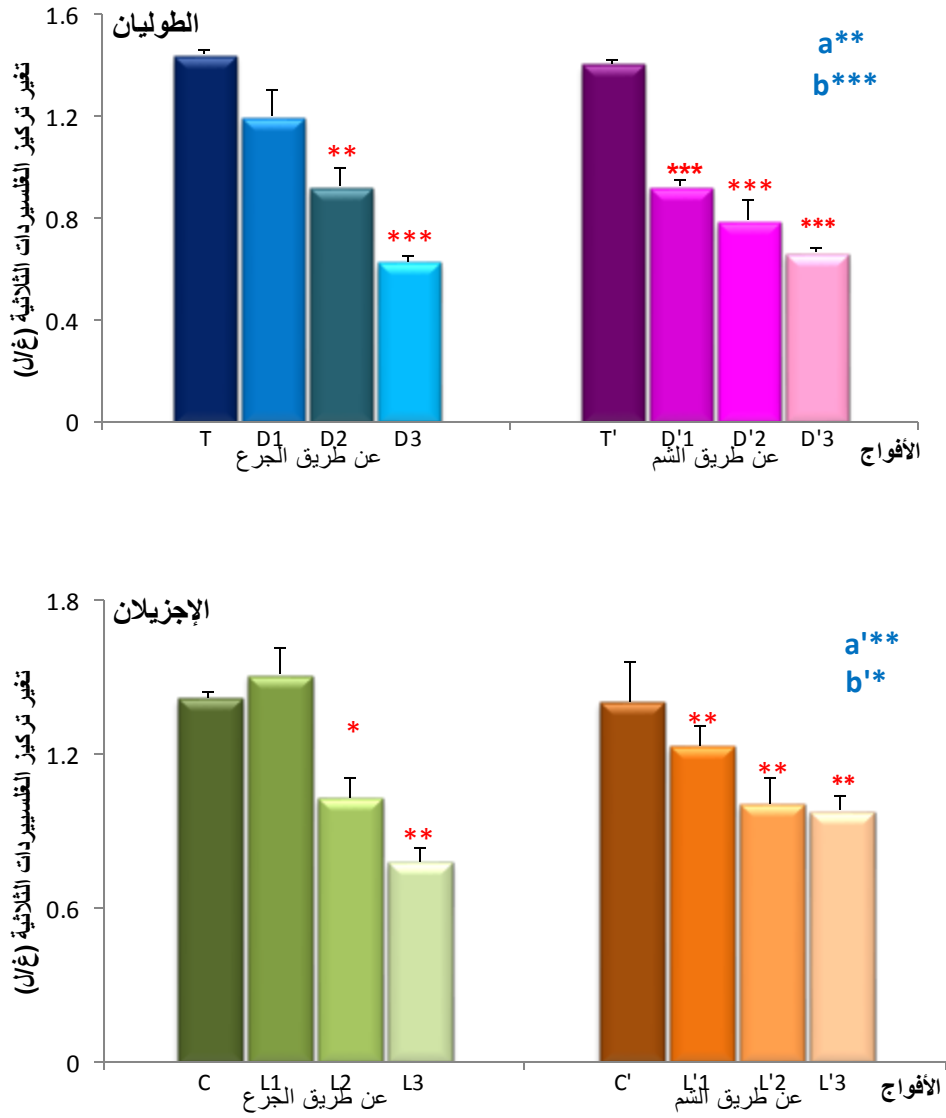 الطوليان
تغير تركيز الغلسيردات الثلاثية (غ/ل)
1.6
1.2
0.8
0.4
0
**
***
***
***
***
a**
b***
T D1 D2 D3 T' D'1 D'2 D'3
عن طريق الجرع عن طريق الشم الأفواج
الإجزيلان
تغير تركيز الغلسييردات الثلاثية (غ/ل)
1.8
1.2
0.6
0
*
**
**
**
**
a'**
b'*
C L1 L2 L3 C' L'1 L'2 L'3
عن طريق الجرع عن طريق الشم الأفواج